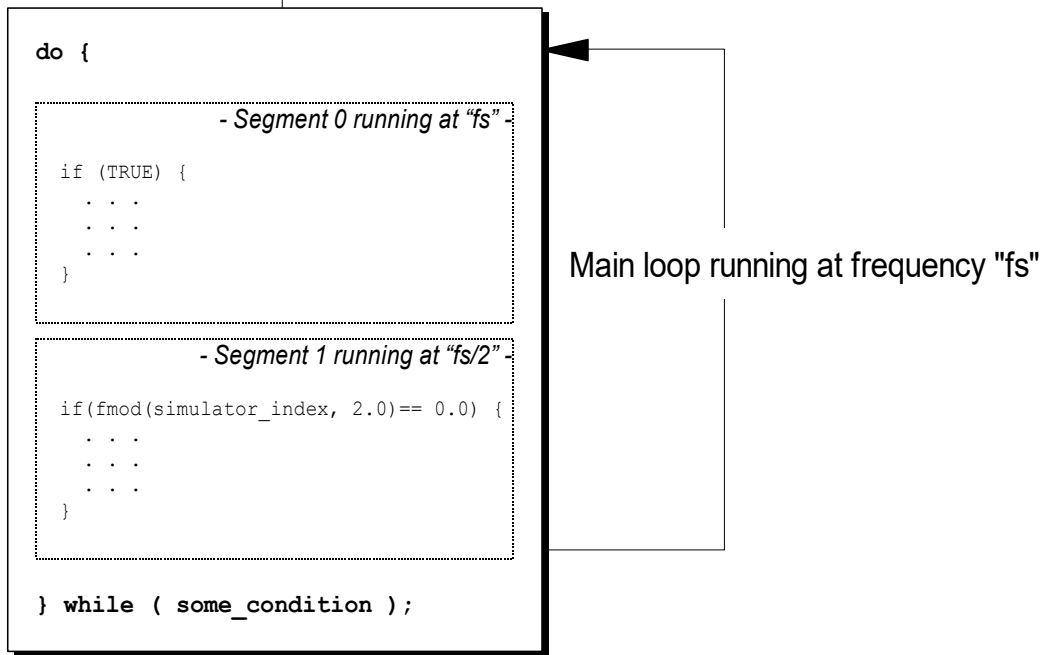 do {
- Segment 0 running at “fs” -
if (TRUE) {
. . .
. . .
. . .
}
Main loop running at frequency "fs"
- Segment 1 running at “fs/2” -
if(fmod(simulator_index, 2.0)== 0.0) {
. . .
. . .
. . .
}
} while ( some_condition );